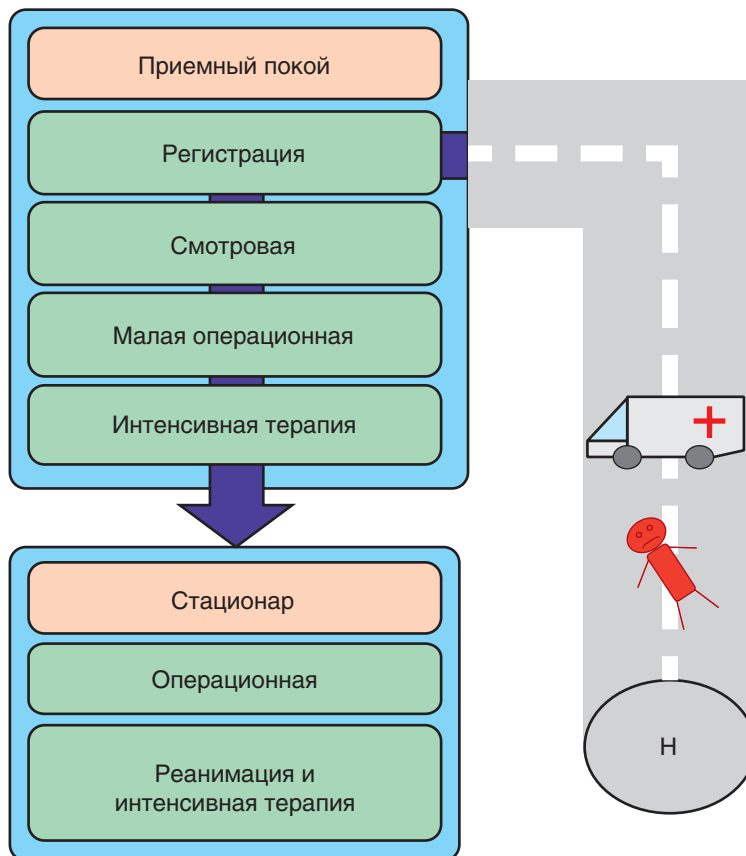 Приемный покой
Регистрация
Смотровая
Малая операционная
Интенсивная терапия
Стационар
Операционная
Реанимация и
интенсивная терапия
Н